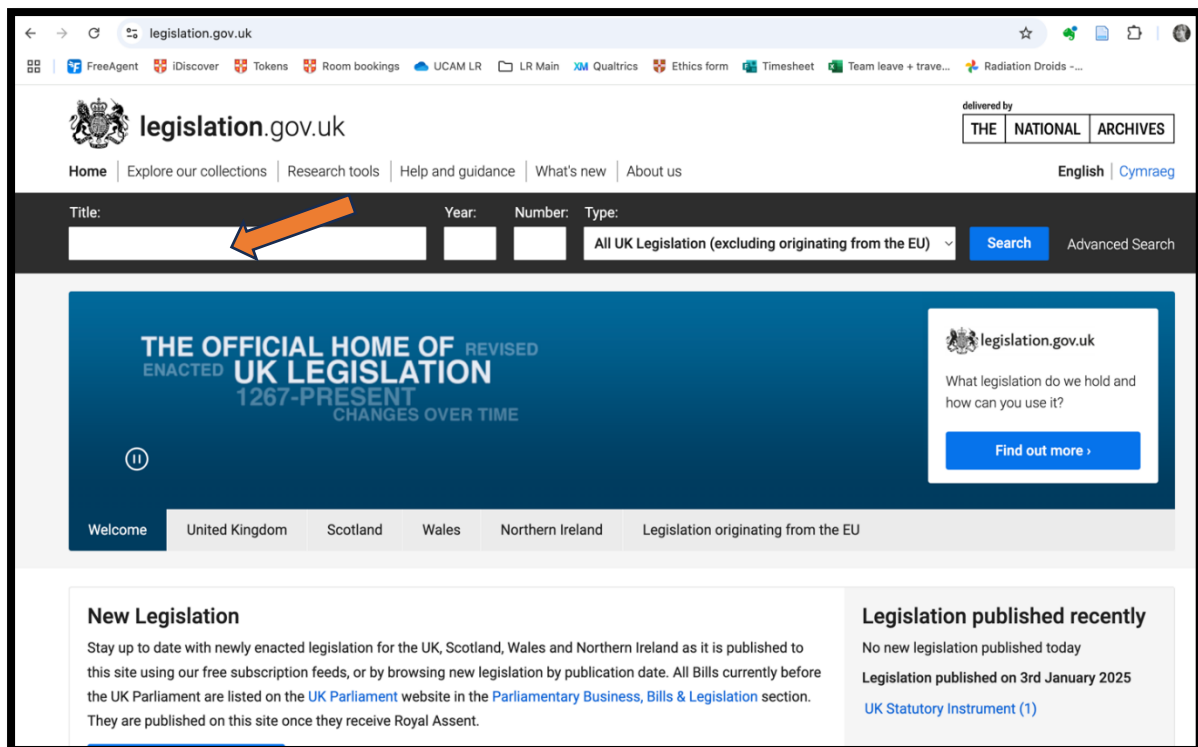 legislation.gov.uk
FreeAgent iDiscover Tokens Room bookings UCAM LR LR Main XM Qualtrics Ethics form Timesheet Team leave + trave... Radiation Droids -...
legislation.gov.uk
delivered by
THE NATIONAL ARCHIVES
Home Explore our collections Research tools Help and guidance What's new About us English Cymraeg
Title: Year: Number: Type:
All UK Legislation (excluding originating from the EU) Search Advanced Search
THE OFFICIAL HOME OF REVISED
ENACTED UK LEGISLATION
1267-PRESENT
CHANGES OVER TIME
legislation.gov.uk
What legislation do we hold and
how can you use it?
Find out more ›
Welcome United Kingdom Scotland Wales Northern Ireland Legislation originating from the EU
New Legislation
Stay up to date with newly enacted legislation for the UK, Scotland, Wales and Northern Ireland as it is published to
this site using our free subscription feeds, or by browsing new legislation by publication date. All Bills currently before
the UK Parliament are listed on the UK Parliament website in the Parliamentary Business, Bills & Legislation section.
They are published on this site once they receive Royal Assent.
Legislation published recently
No new legislation published today
Legislation published on 3rd January 2025
UK Statutory Instrument (1)